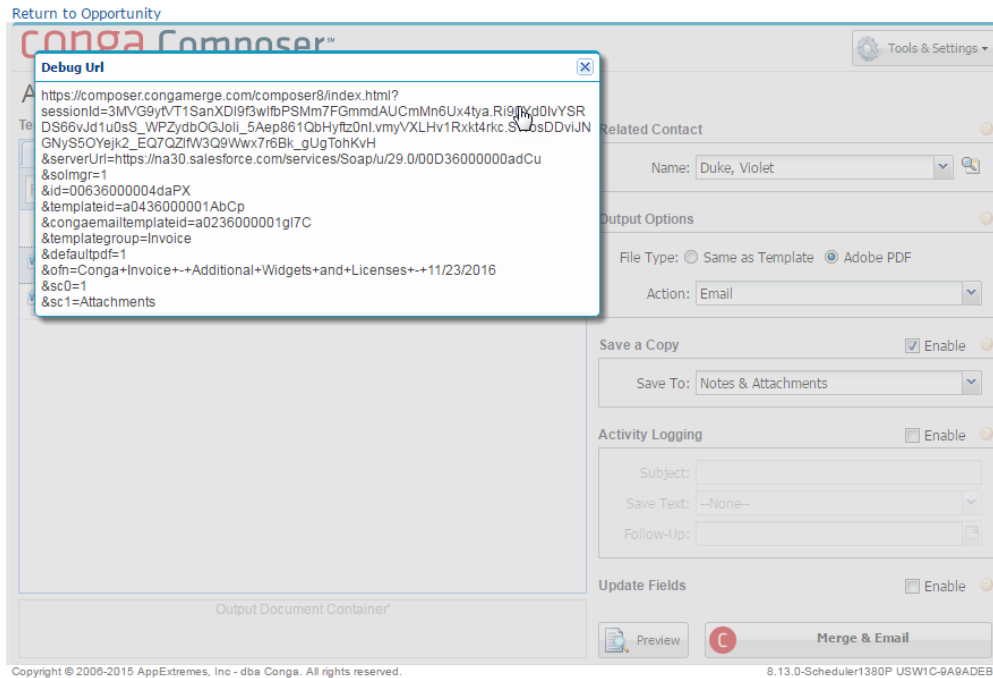 Return to Opportunity
Conga Composer℠
Tools & Settings
Debug Url
https://composer.congamerge.com/composer8/index.html?
&serverUrl=https://na30.salesforce.com/services/Soap/u/29.0/00D36000000adCu
&solmgr=1
&id=00636000004daPX
&templateid=a0436000001AbCp
&congaemailtemplateid=a0236000001gI7C
&templategroup=Invoice
&defaultpdf=1
&ofn=Conga+Invoice+-+Additional+Widgets+and+Licenses+-+11/23/2016
&sc0=1
&sc1=Attachments
Related Contact
Name: Duke, Violet
Output Options
File Type: Same as Template Adobe PDF
Action: Email
Save a Copy Enable
Save To: Notes & Attachments
Activity Logging Enable
Subject:
Save Text: --None--
Follow-Up:
Update Fields Enable
Output Document Container'
Preview C Merge & Email
Copyright © 2006-2015 AppExtremes, Inc - dba Conga. All rights reserved. 8.13.0-Scheduler1380P USW1C-9A9ADEB